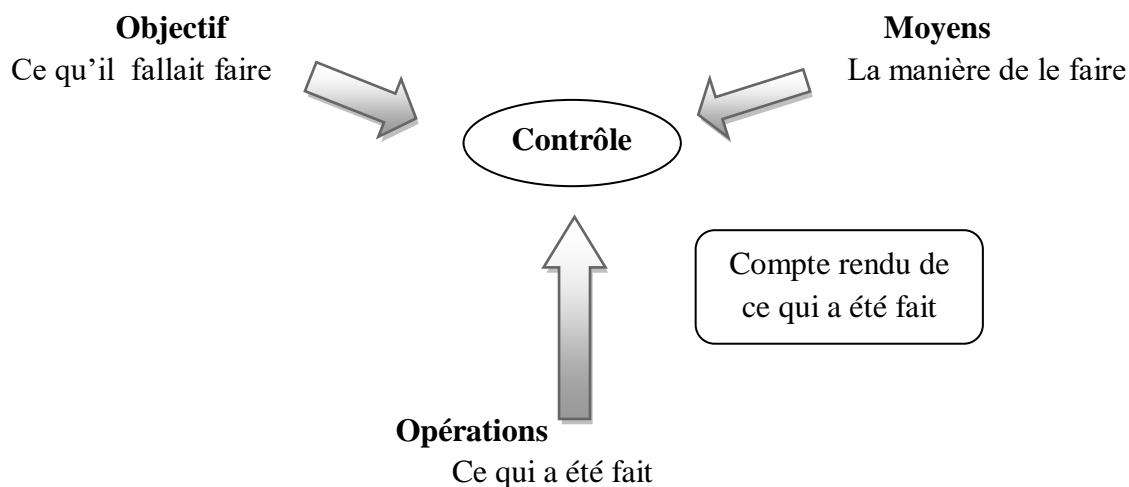 Objectif
Ce qu’il fallait faire
Moyens
La manière de le faire
Contrôle
Compte rendu de
ce qui a été fait
Opérations
Ce qui a été fait